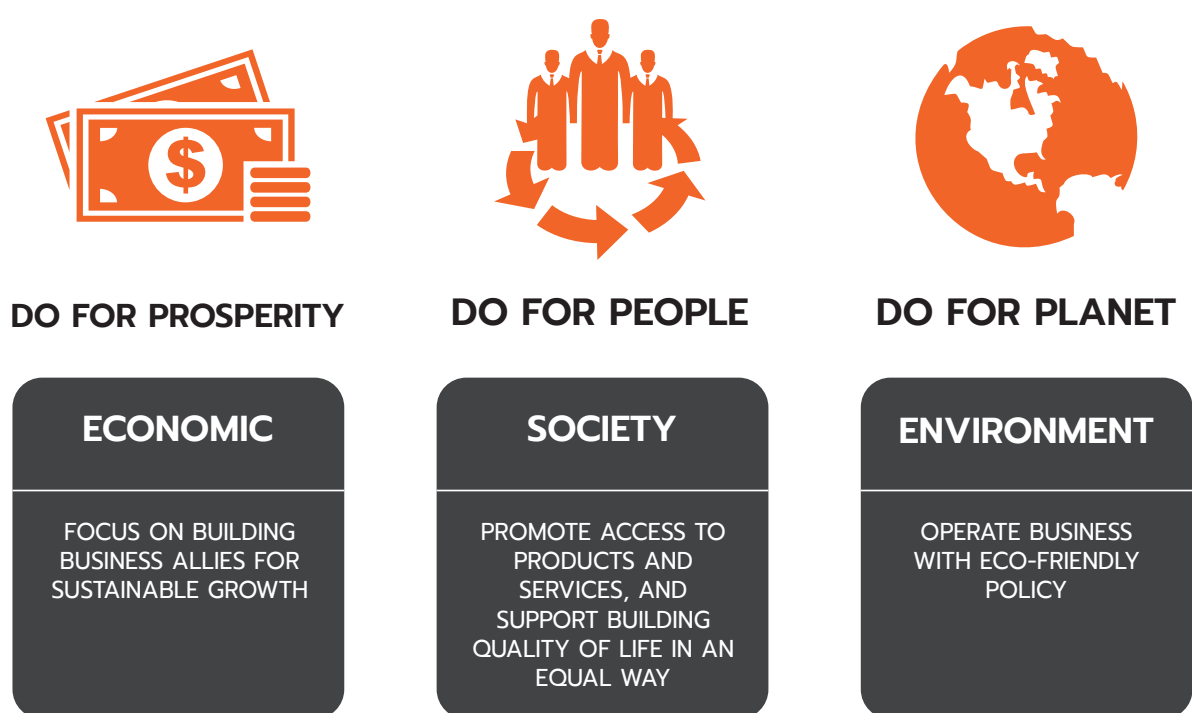 $
DO FOR PROSPERITY
DO FOR PEOPLE
DO FOR PLANET
ECONOMIC
FOCUS ON BUILDING
BUSINESS ALLIES FOR
SUSTAINABLE GROWTH
SOCIETY
PROMOTE ACCESS TO
PRODUCTS AND
SERVICES, AND
SUPPORT BUILDING
QUALITY OF LIFE IN AN
EQUAL WAY
ENVIRONMENT
OPERATE BUSINESS
WITH ECO-FRIENDLY
POLICY